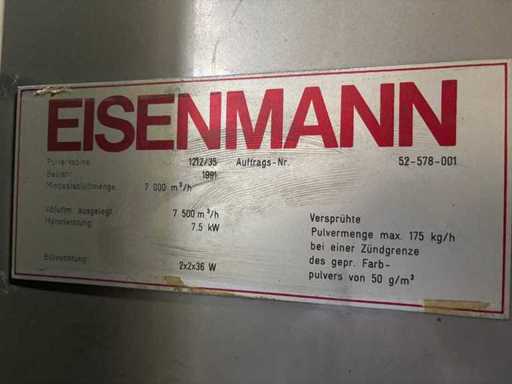 EISENMANN
Pulverkabine 1212/35 Auftrags-Nr. 52-578-001
Baujahr 1991
Mindestabluftmenge 7 000 m³/h
Abluftm. ausgelegt 7 500 m³/h
7.5 kW
Beleuchtung: 2x2x36 W
Versprühte
Pulvermenge max. 175 kg/h
bei einer Zündgrenze
des gepr. Farb-
pulvers von 50 g/m³